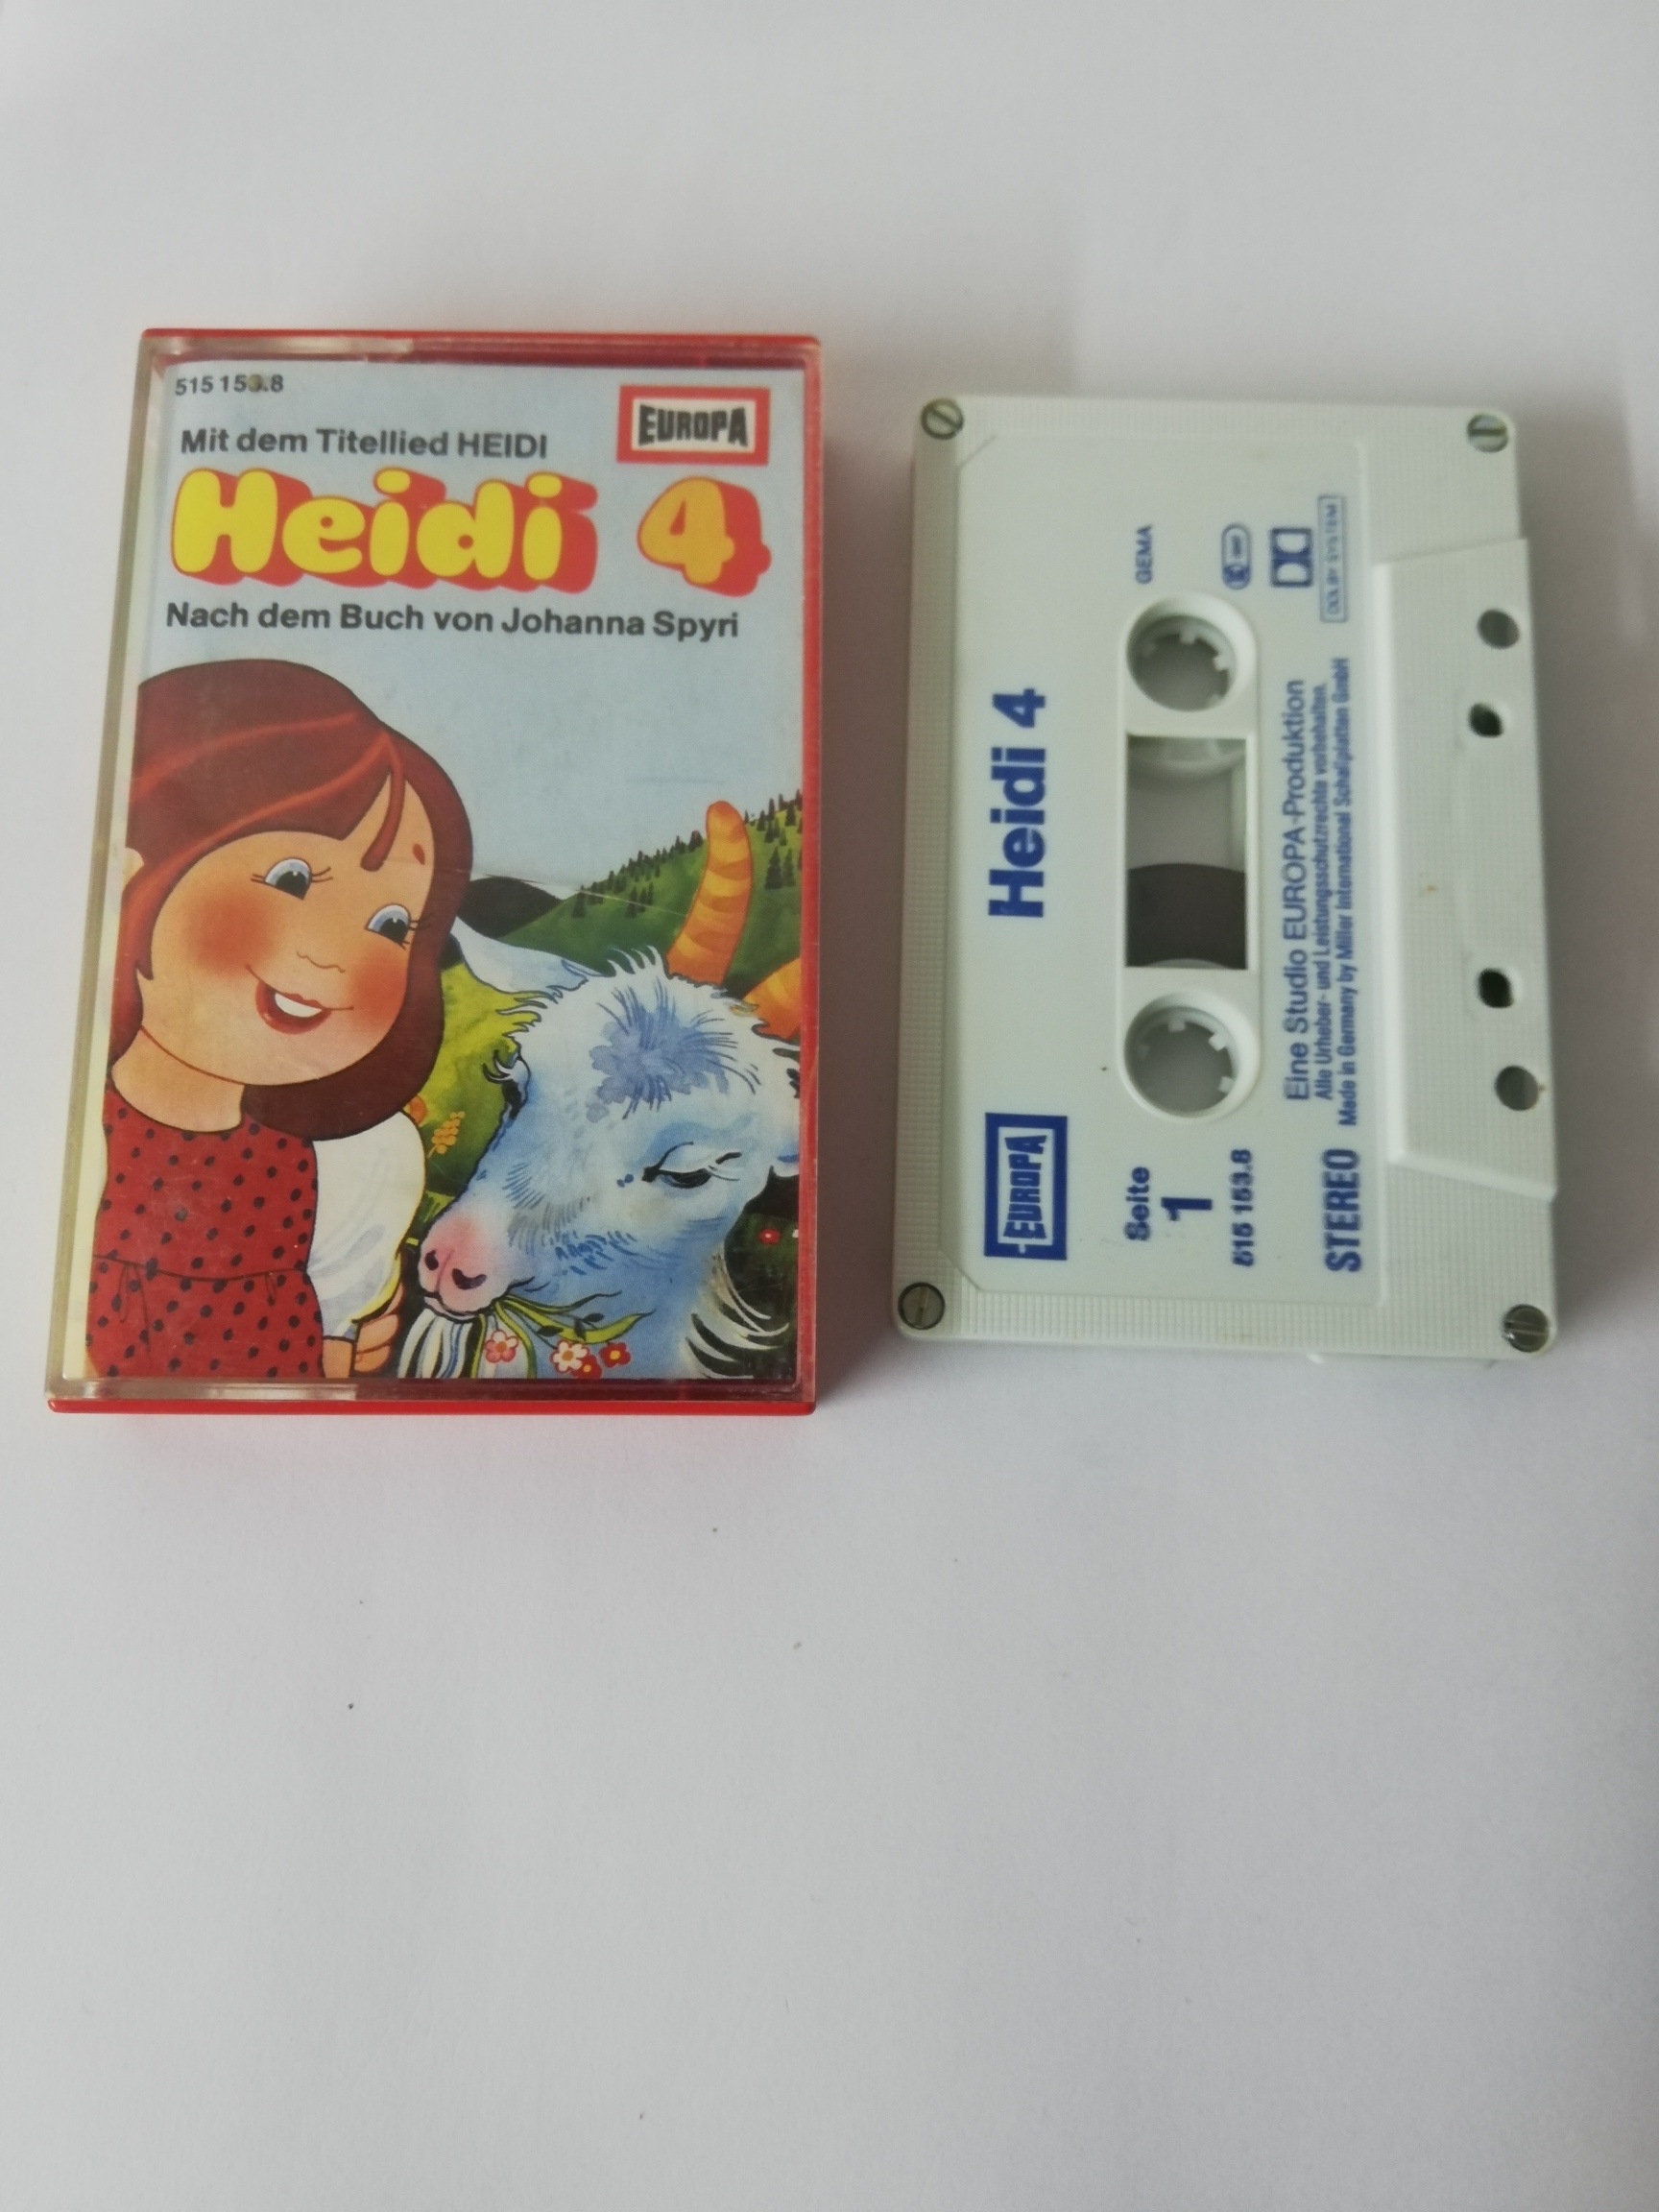 515 153.8
EUROPA
Mit dem Titellied HEIDI
Heidi 4
Nach dem Buch von Johanna Spyri
EUROPA
Heidi 4
Seite
1
515 153.8
GEMA
STEREO
Eine Studio EUROPA-Produktion
Alle Urheber- und Leistungsschutzrechte vorbehalten.
Made in Germany by Miller International Schallplatten GmbH
DOLBY SYSTEM